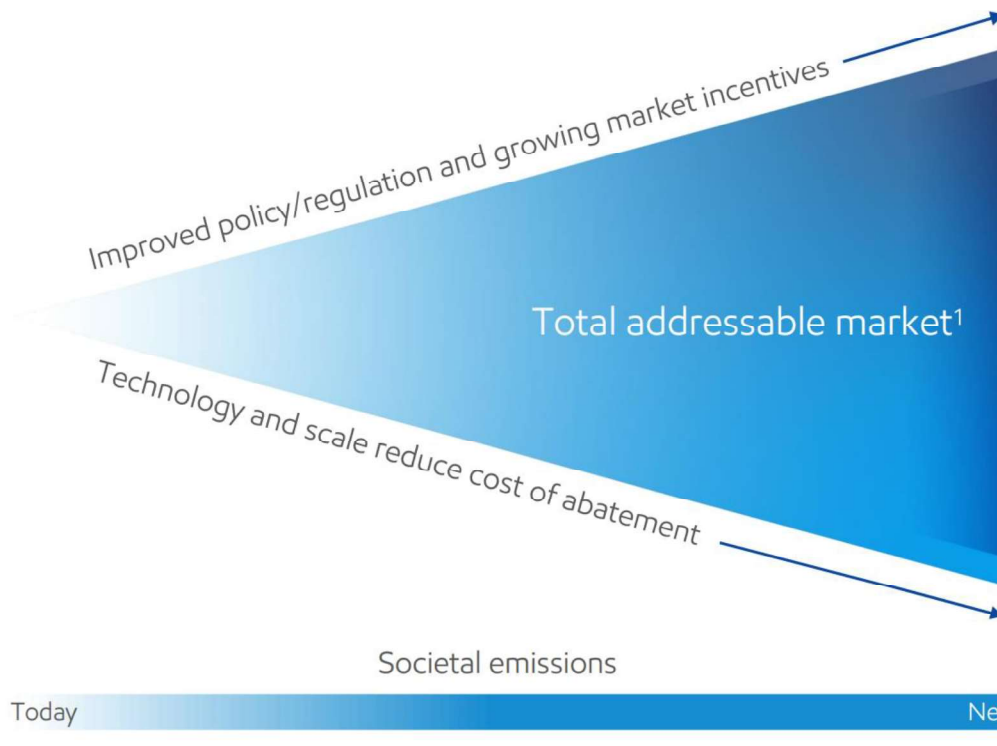 Improved policy/regulation and growing market incentives
Total addressable market¹
Technology and scale reduce cost of abatement
Societal emissions
Today